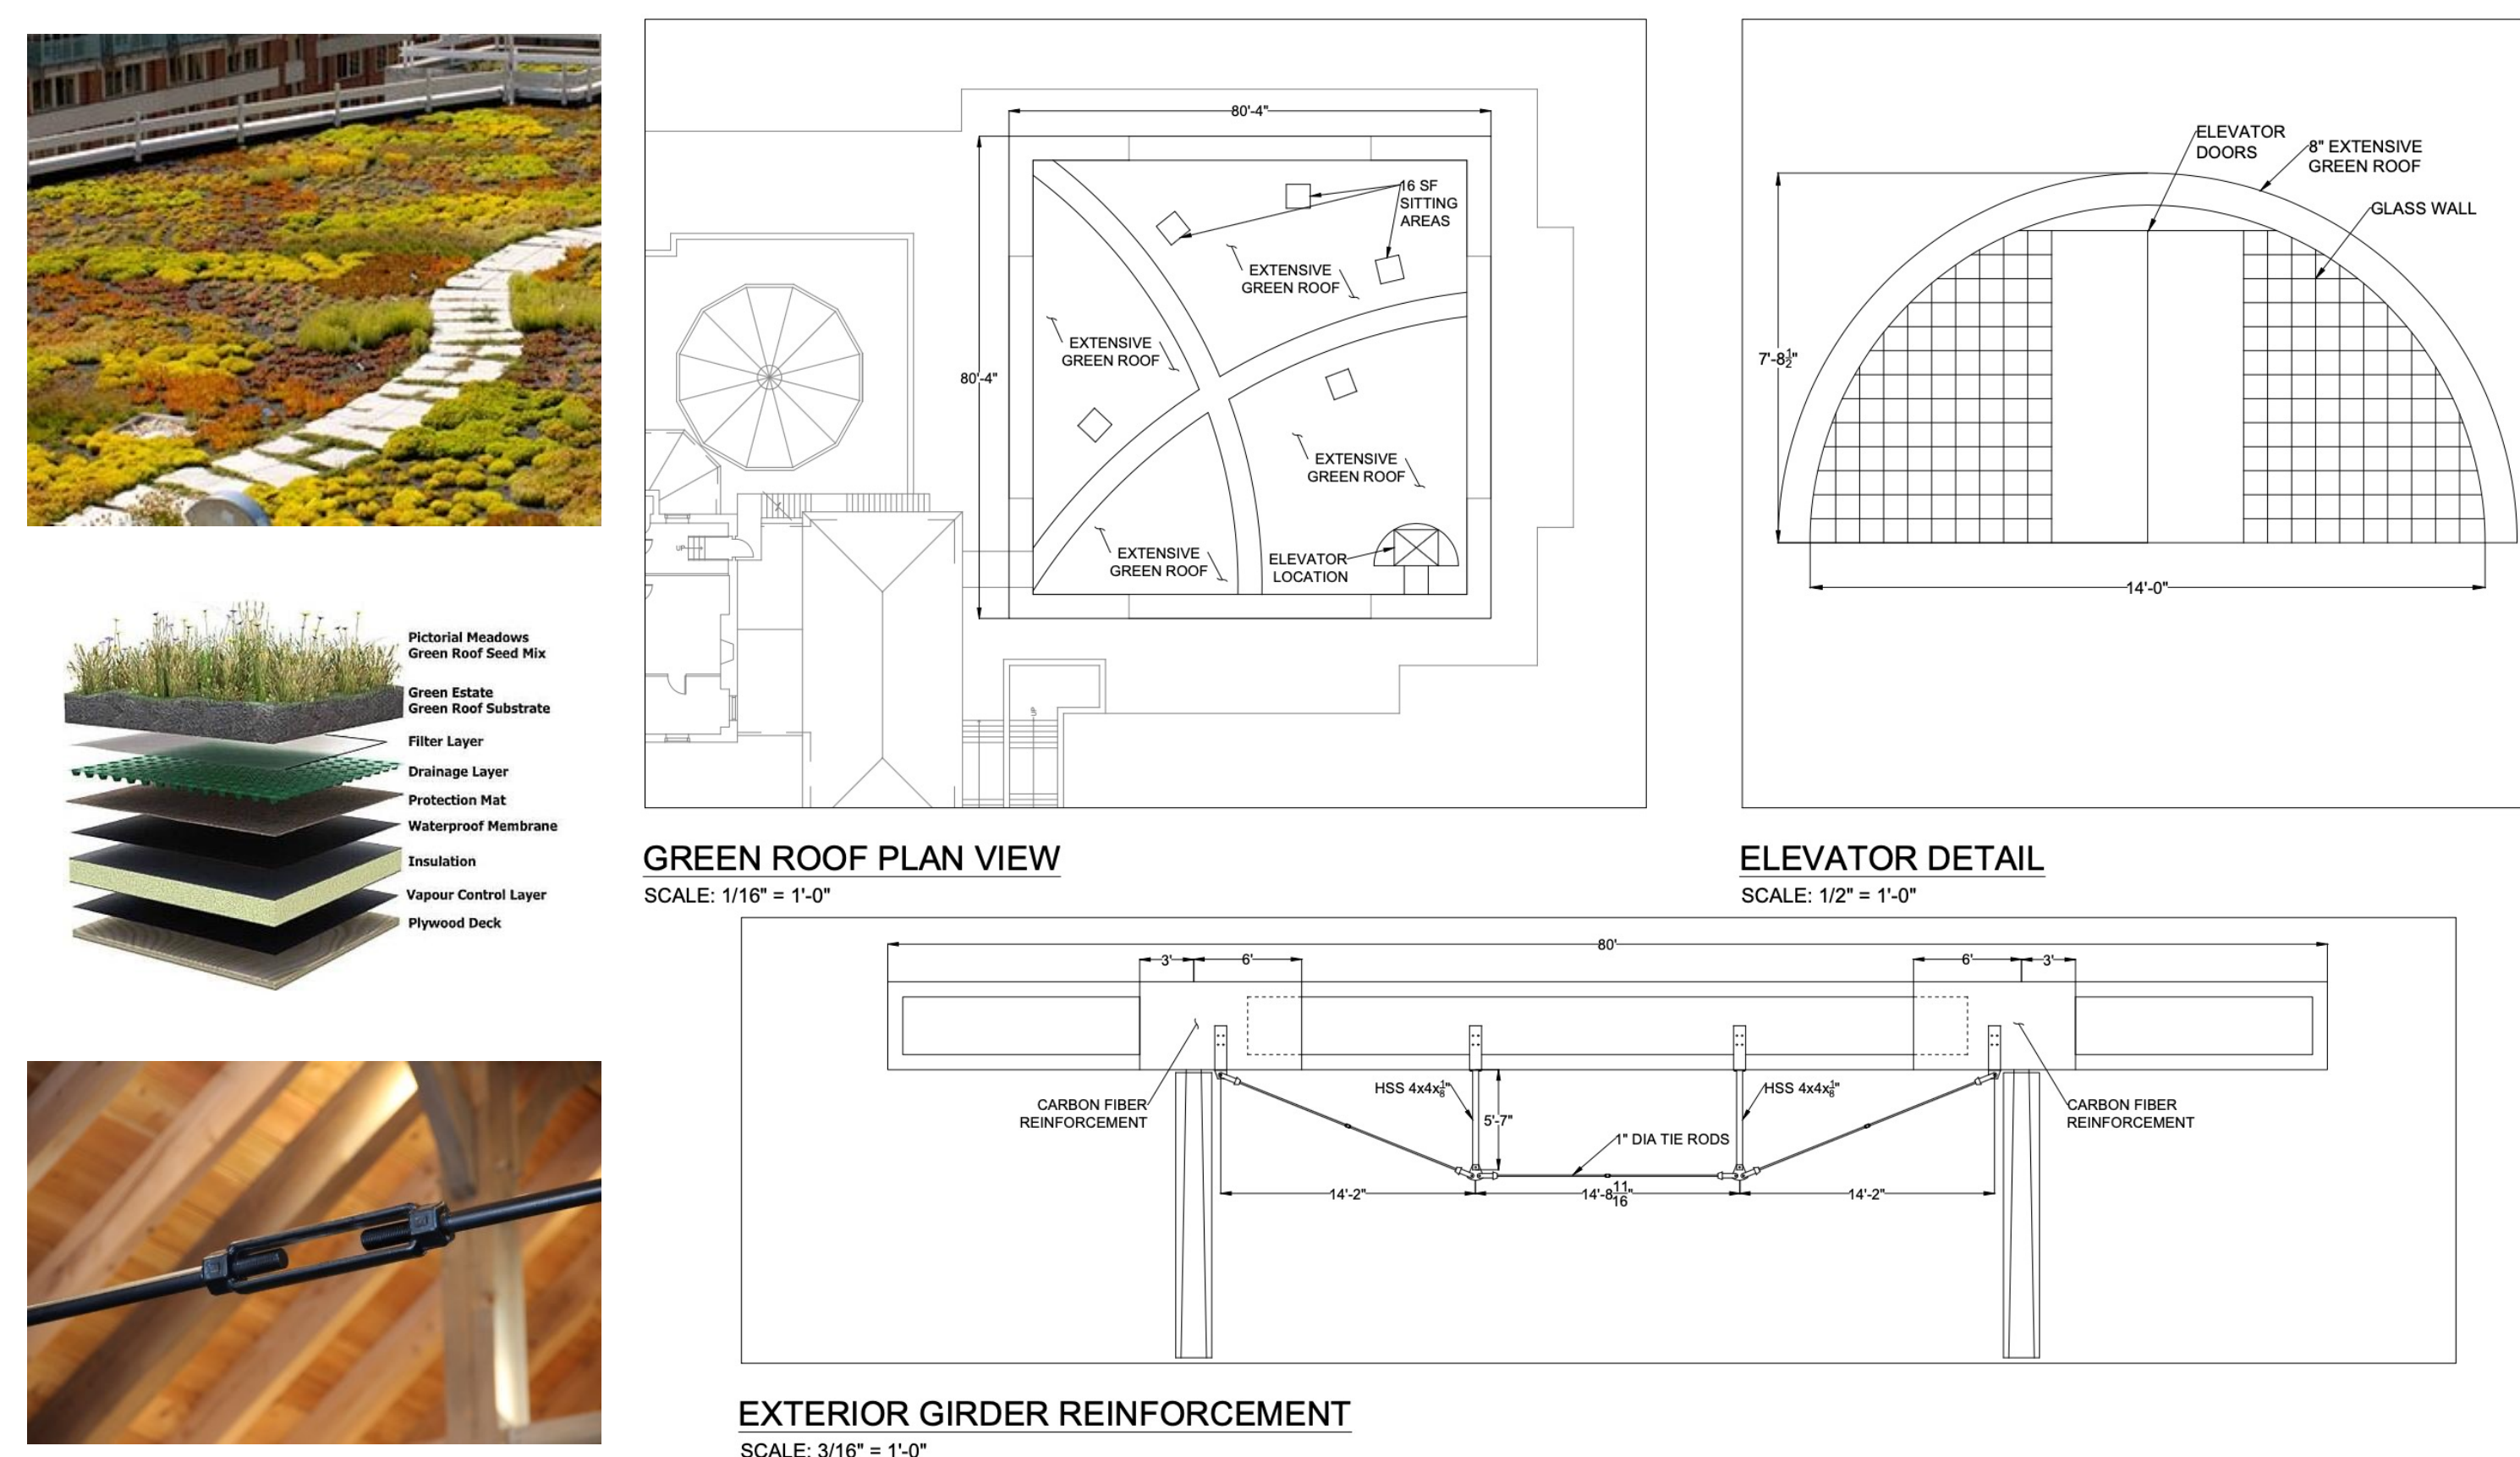 Pictorial Meadows
Green Roof Seed Mix
Green Estate
Green Roof Substrate
Filter Layer
Drainage Layer
Protection Mat
Waterproof Membrane
Insulation
Vapour Control Layer
Plywood Deck
80'-4"
80'-4"
16 SF
SITTING
AREAS
EXTENSIVE
GREEN ROOF
EXTENSIVE
GREEN ROOF
EXTENSIVE
GREEN ROOF
EXTENSIVE
GREEN ROOF
ELEVATOR
LOCATION
UP
UP
GREEN ROOF PLAN VIEW
SCALE: 1/16" = 1'-0"
ELEVATOR
DOORS
8" EXTENSIVE
GREEN ROOF
GLASS WALL
7'-8½"
14'-0"
ELEVATOR DETAIL
SCALE: 1/2" = 1'-0"
80'
3'
6'
6'
3'
HSS 4x4x⅛"
HSS 4x4x⅛"
CARBON FIBER
REINFORCEMENT
5'-7"
1" DIA TIE RODS
CARBON FIBER
REINFORCEMENT
14'-2"
14'-8 11/16"
14'-2"
EXTERIOR GIRDER REINFORCEMENT
SCALE: 3/16" = 1'-0"